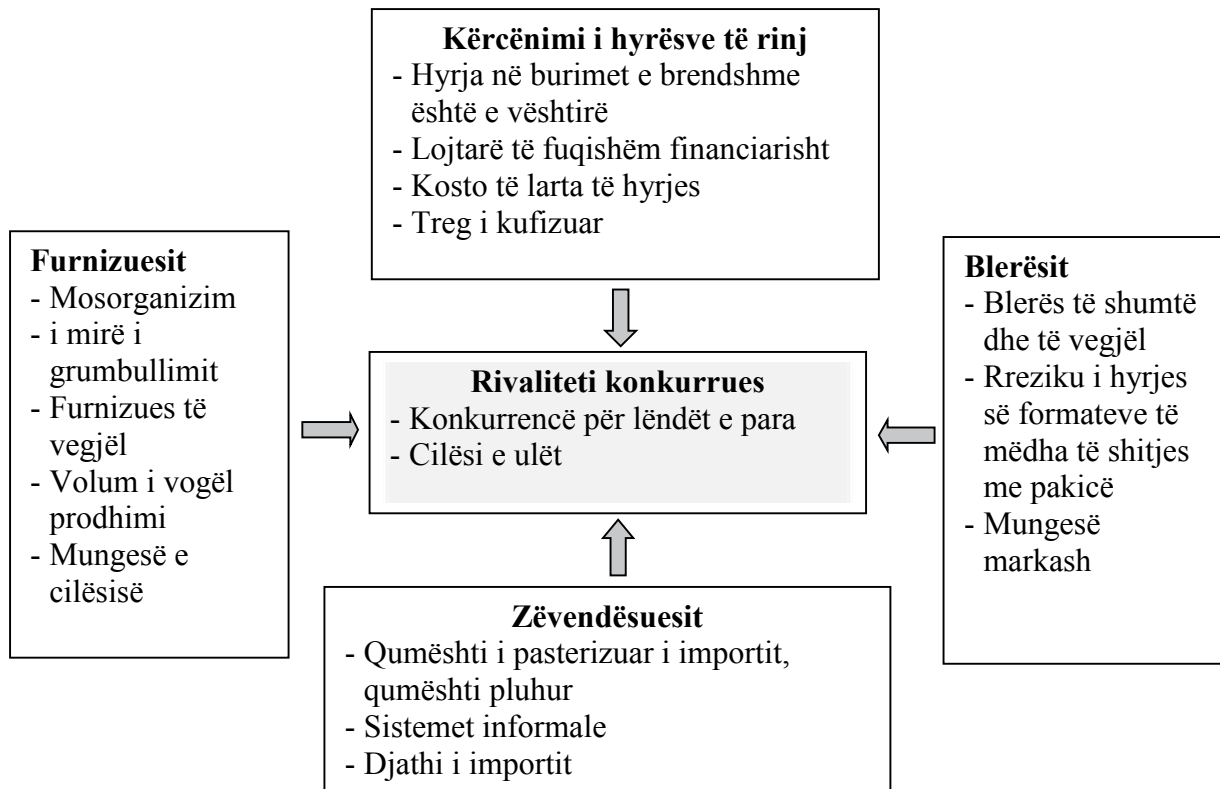 Kërcënimi i hyrësve të rinj
- Hyrja në burimet e brendshme
është e vështirë
- Lojtarë të fuqishëm financiarisht
- Kosto të larta të hyrjes
- Treg i kufizuar
Furnizuesit
- Mosorganizim
- i mirë i
grumbullimit
- Furnizues të
vegjël
- Volum i vogël
prodhimi
- Mungesë e
cilësisë
Rivaliteti konkurrues
- Konkurrencë për lëndët e para
- Cilësi e ulët
Blerësit
- Blerës të shumtë
dhe të vegjël
- Rreziku i hyrjes
së formateve të
mëdha të shitjes
me pakicë
- Mungesë
markash
Zëvendësuesit
- Qumështi i pasterizuar i importit,
qumështi pluhur
- Sistemet informale
- Djathi i importit